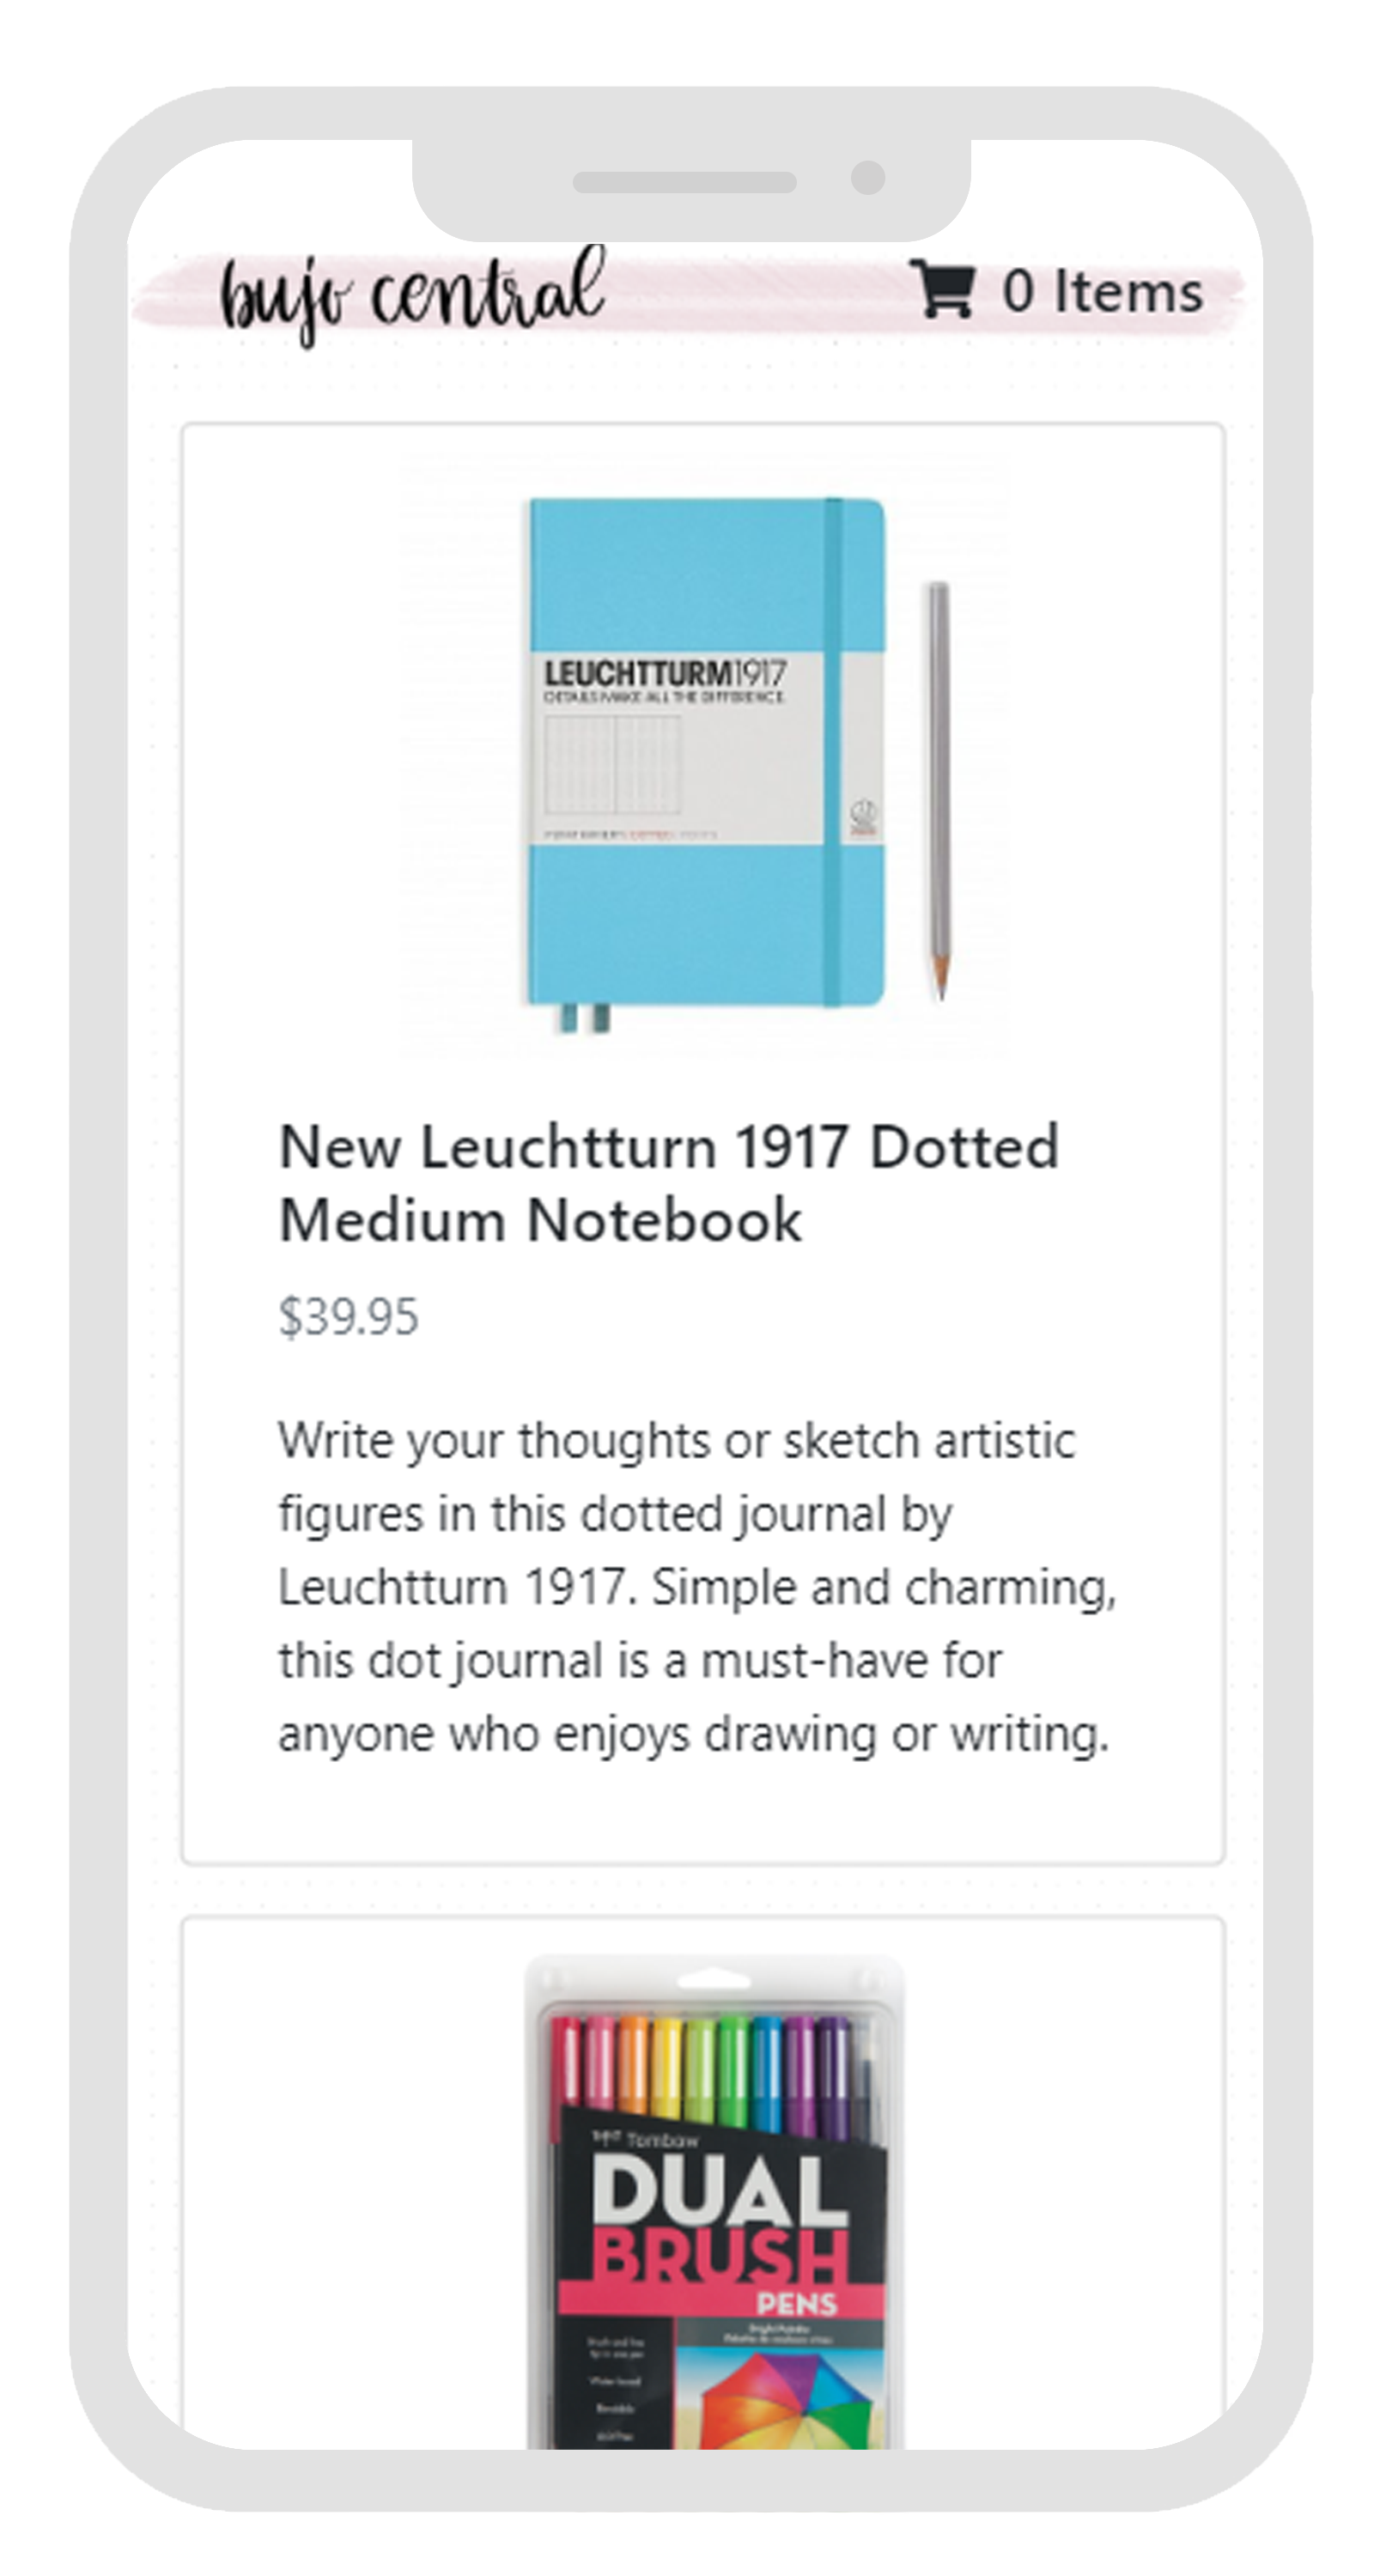 bujo central
0 Items
LEUCHTTURM1917
DETAILS MAKE ALL THE DIFFERENCE.
New Leuchtturn 1917 Dotted
Medium Notebook
$39.95
Write your thoughts or sketch artistic
figures in this dotted journal by
Leuchtturn 1917. Simple and charming,
this dot journal is a must-have for
anyone who enjoys drawing or writing.
Tombow
DUAL
BRUSH
PENS